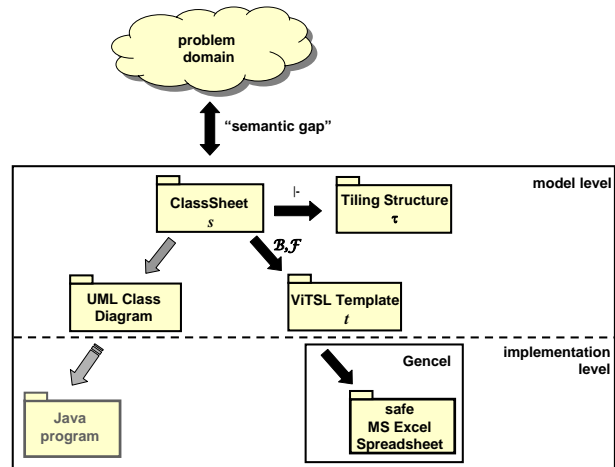 problem
domain
“semantic gap”
model level
ClassSheet
s
|-
Tiling Structure
τ
ℬ,ℱ
UML Class
Diagram
ViTSL Template
t
implementation
level
Gencel
Java
program
safe
MS Excel
Spreadsheet